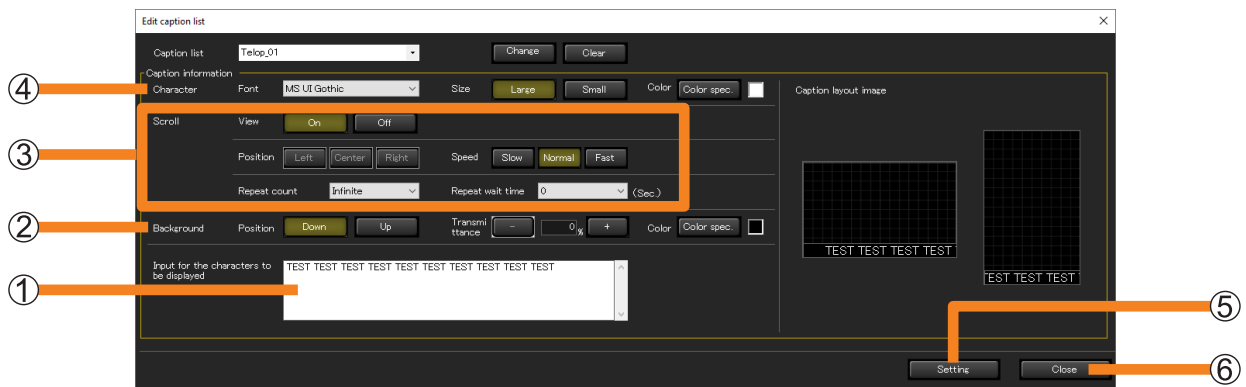 Edit caption list
Caption list Telop_01 Change Clear
Caption information
④ Character Font MS UI Gothic Size Large Small Color Color spec. Caption layout image
Scroll View On Off
③ Position Left Center Right Speed Slow Normal Fast
Repeat count Infinite Repeat wait time 0 (Sec.)
② Background Position Down Up Transmi
ttance − 0 % + Color Color spec.
TEST TEST TEST TEST
Input for the characters to
be displayed
TEST TEST TEST TEST TEST TEST TEST TEST TEST TEST
EST TEST TEST
①
⑤
Setting Close ⑥